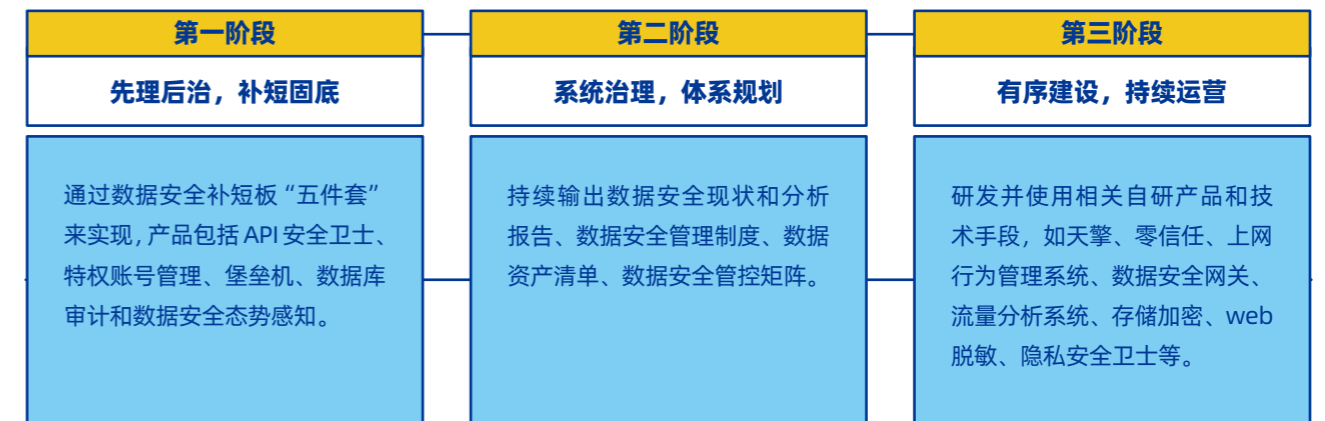 第一阶段
先理后治，补短固底
通过数据安全补短板“五件套”
来实现，产品包括 API 安全卫士、
特权账号管理、堡垒机、数据库
审计和数据安全态势感知。
第二阶段
系统治理，体系规划
持续输出数据安全现状和分析
报告、数据安全管理制度、数据
资产清单、数据安全管控矩阵。
第三阶段
有序建设，持续运营
研发并使用相关自研产品和技
术手段，如天擎、零信任、上网
行为管理系统、数据安全网关、
流量分析系统、存储加密、web
脱敏、隐私安全卫士等。